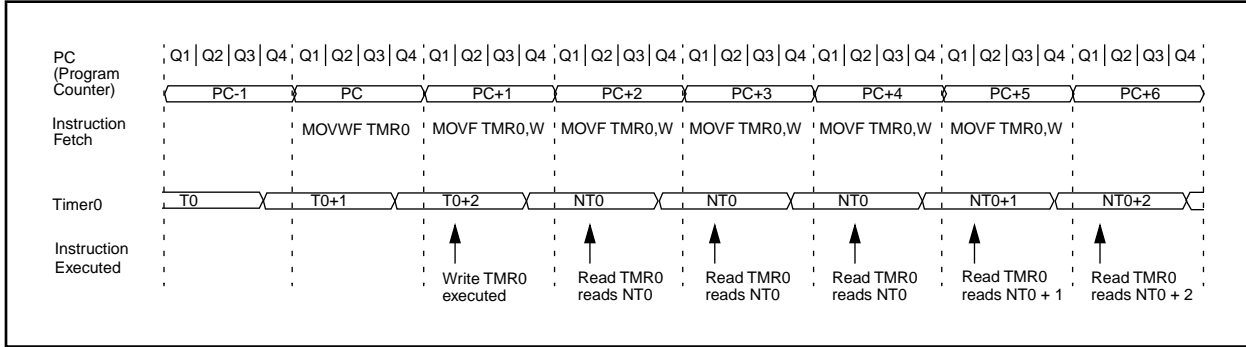 PC
(Program
Counter)
Q1 Q2 Q3 Q4 Q1 Q2 Q3 Q4 Q1 Q2 Q3 Q4 Q1 Q2 Q3 Q4 Q1 Q2 Q3 Q4 Q1 Q2 Q3 Q4 Q1 Q2 Q3 Q4 Q1 Q2 Q3 Q4
PC-1 PC PC+1 PC+2 PC+3 PC+4 PC+5 PC+6
Instruction
Fetch
MOVWF TMR0 MOVF TMR0,W MOVF TMR0,W MOVF TMR0,W MOVF TMR0,W MOVF TMR0,W
Timer0
T0 T0+1 T0+2 NT0 NT0 NT0 NT0+1 NT0+2
Instruction
Executed
Write TMR0
executed
Read TMR0
reads NT0
Read TMR0
reads NT0
Read TMR0
reads NT0
Read TMR0
reads NT0 + 1
Read TMR0
reads NT0 + 2